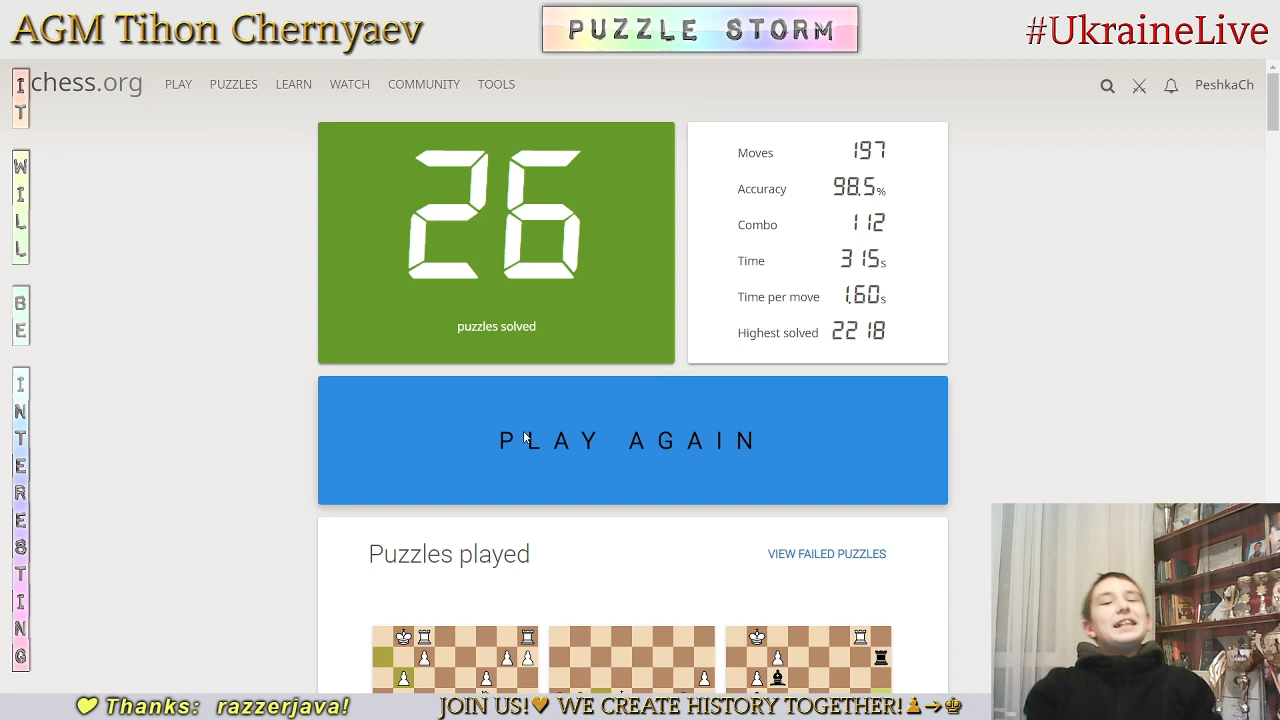 AGM Tihon Chernyaev
PUZZLE STORM
#UkraineLive
chess.org
PLAY
PUZZLES
LEARN
WATCH
COMMUNITY
TOOLS
PeshkaCh
IT
WILL
BE
INTERESTING
26
puzzles solved
Moves 197
Accuracy 98.5%
Combo 112
Time 315s
Time per move 1.60s
Highest solved 2218
PLAY AGAIN
Puzzles played
VIEW FAILED PUZZLES
Thanks: razzerjava!
JOIN US! WE CREATE HISTORY TOGETHER!